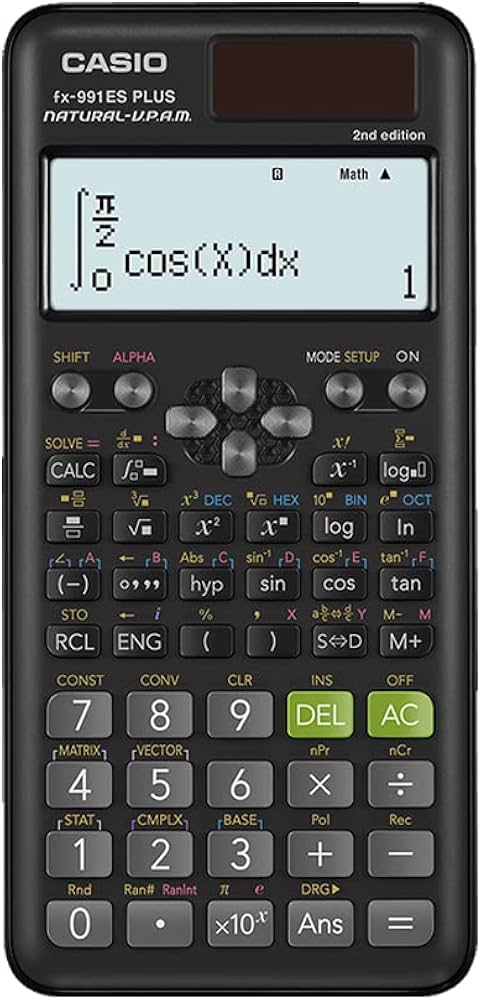 CASIO
fx-991ES PLUS
NATURAL-V.P.A.M.
2nd edition
R Math ▲
∫ π/2 0 cos(X)dx
1
SHIFT ALPHA MODE SETUP ON
SOLVE = d/dx■ : x! Σ■
CALC ∫■ x⁻¹ log■□
■■/□ ³√■ x³ DEC ■√□ HEX 10■ BIN e■ OCT
■/□ √■ x² x■ log ln
∠ A ← B Abs C sin⁻¹ D cos⁻¹ E tan⁻¹ F
(−) °,,, hyp sin cos tan
STO ← i % , X a b/c⇔d/c Y M− M
RCL ENG ( ) S⇔D M+
CONST CONV CLR INS OFF
7 8 9 DEL AC
MATRIX VECTOR nPr nCr
4 5 6 × ÷
STAT CMPLX BASE Pol Rec
1 2 3 + −
Rnd Ran# RanInt π e DRG▶
0 • ×10ˣ Ans =